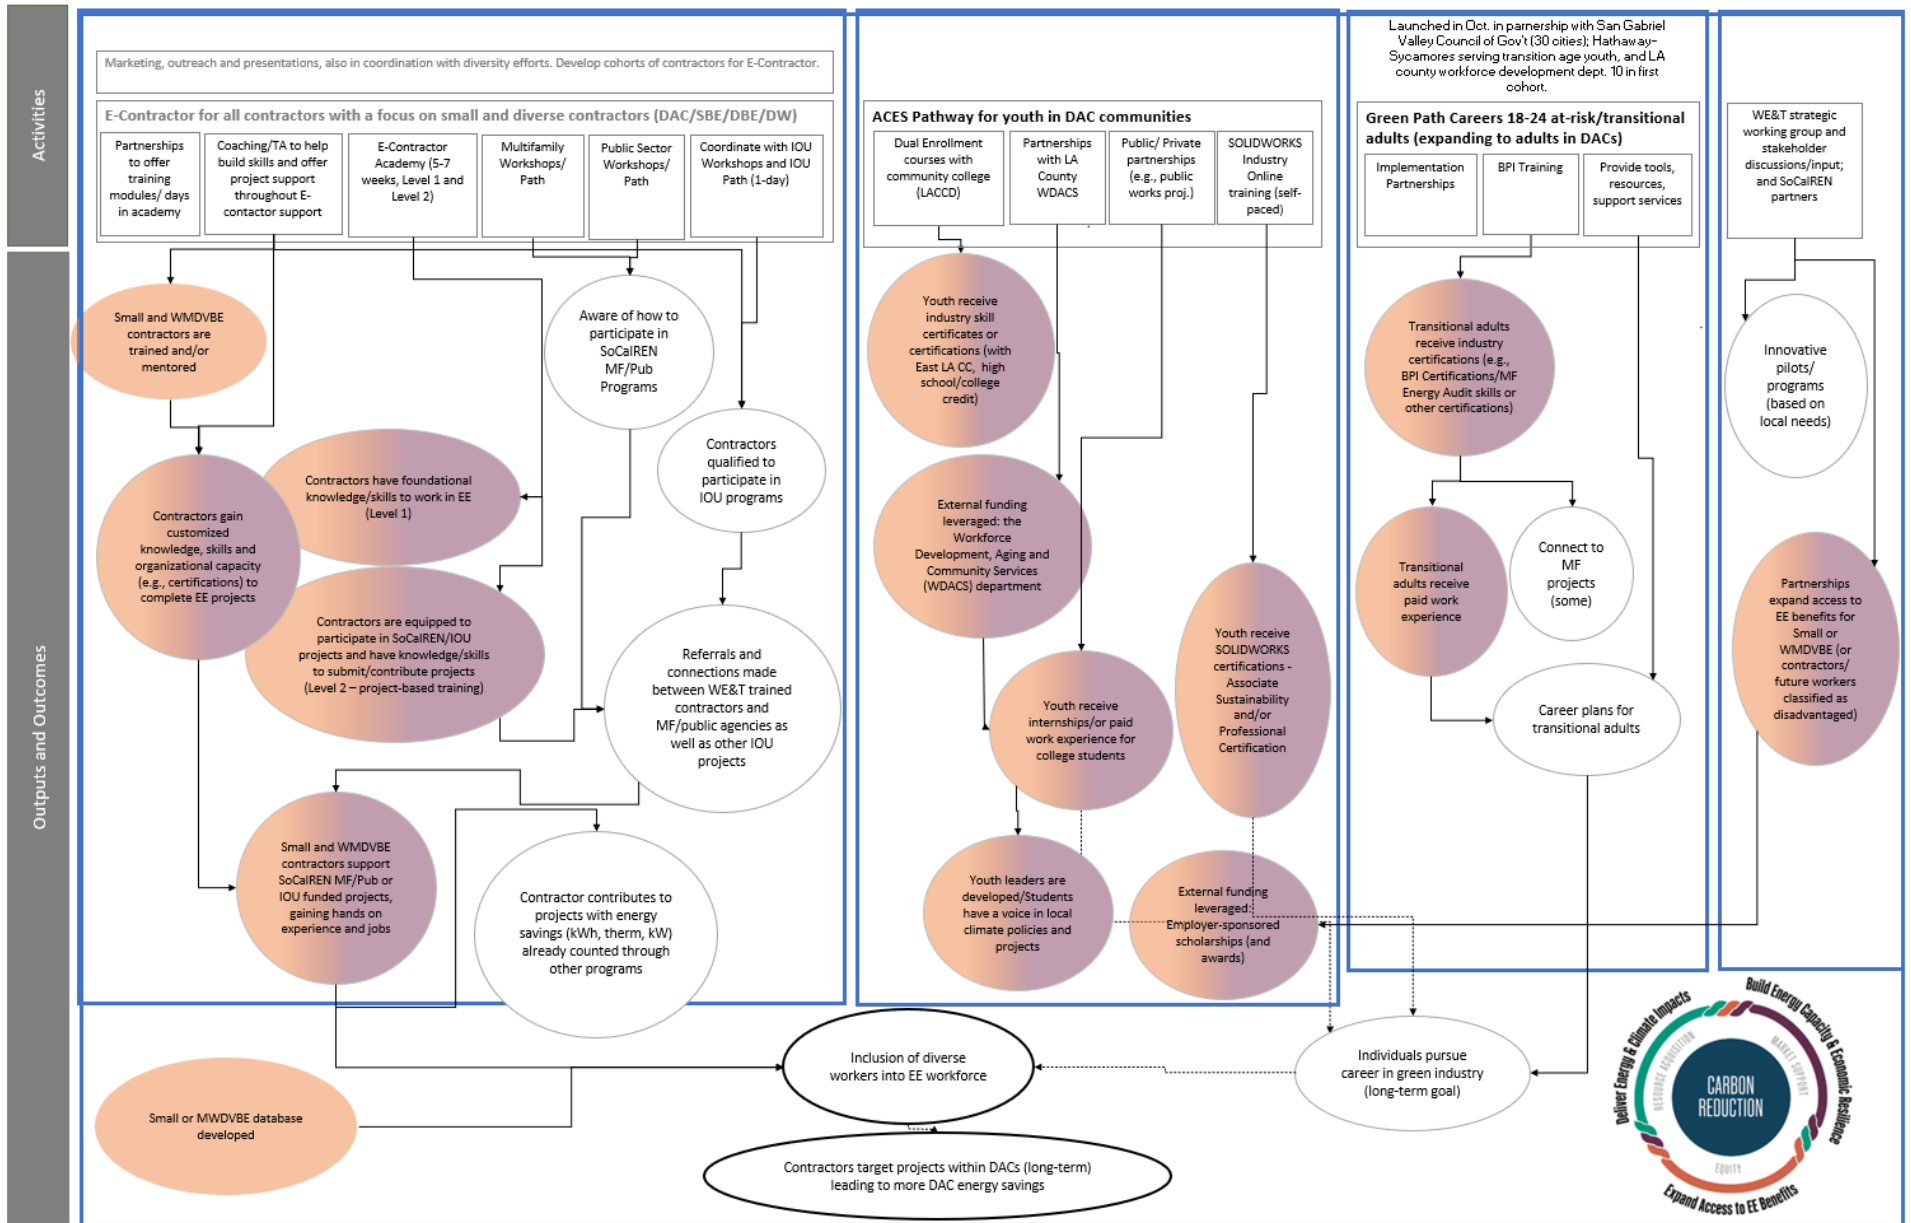 Activities
Outputs and Outcomes
Marketing, outreach and presentations, also in coordination with diversity efforts. Develop cohorts of contractors for E-Contractor.
E-Contractor for all contractors with a focus on small and diverse contractors (DAC/SBE/DBE/DW)
Partnerships
to offer
training
modules/ days
in academy
Coaching/TA to help
build skills and offer
project support
throughout E-
contactor support
E-Contractor
Academy (5-7
weeks, Level 1 and
Level 2)
Multifamily
Workshops/
Path
Public Sector
Workshops/
Path
Coordinate with IOU
Workshops and IOU
Path (1-day)
Small and WMDVBE
contractors are
trained and/or
mentored
Aware of how to
participate in
SoCalREN
MF/Pub
Programs
Contractors
qualified to
participate in
IOU programs
Contractors have foundational
knowledge/skills to work in EE
(Level 1)
Contractors gain
customized
knowledge, skills and
organizational capacity
(e.g., certifications) to
complete EE projects
Contractors are equipped to
participate in SoCalREN/IOU
projects and have knowledge/skills
to submit/contribute projects
(Level 2 – project-based training)
Referrals and
connections made
between WE&T trained
contractors and
MF/public agencies as
well as other IOU
projects
Small and WMDVBE
contractors support
SoCalREN MF/Pub or
IOU funded projects,
gaining hands on
experience and jobs
Contractor contributes to
projects with energy
savings (kWh, therm, kW)
already counted through
other programs
ACES Pathway for youth in DAC communities
Dual Enrollment
courses with
community college
(LACCD)
Partnerships
with LA
County
WDACS
Public/ Private
partnerships
(e.g., public
works proj.)
SOLIDWORKS
Industry
Online
training (self-
paced)
Youth receive
industry skill
certificates or
certifications (with
East LA CC, high
school/college
credit)
External funding
leveraged: the
Workforce
Development, Aging and
Community Services
(WDACS) department
Youth receive
internships/or paid
work experience for
college students
Youth receive
SOLIDWORKS
certifications -
Associate
Sustainability
and/or
Professional
Certification
Youth leaders are
developed/Students
have a voice in local
climate policies and
projects
External funding
leveraged:
Employer-sponsored
scholarships (and
awards)
Launched in Oct. in parnership with San Gabriel
Valley Council of Gov't (30 cities); Hathaway-
Sycamores serving transition age youth, and LA
county workforce development dept. 10 in first
cohort.
Green Path Careers 18-24 at-risk/transitional
adults (expanding to adults in DACs)
Implementation
Partnerships
BPI Training
Provide tools,
resources,
support services
Transitional adults
receive industry
certifications (e.g.,
BPI Certifications/MF
Energy Audit skills or
other certifications)
Transitional
adults receive
paid work
experience
Connect to
MF
projects
(some)
Career plans for
transitional adults
WE&T strategic
working group and
stakeholder
discussions/input;
and SoCalREN
partners
Innovative
pilots/
programs
(based on
local needs)
Partnerships
expand access to
EE benefits for
Small or
WMDVBE (or
contractors/
future workers
classified as
disadvantaged)
Small or MWDVBE database
developed
Inclusion of diverse
workers into EE workforce
Contractors target projects within DACs (long-term)
leading to more DAC energy savings
Individuals pursue
career in green industry
(long-term goal)
Deliver Energy & Climate Impacts
Build Energy Capacity & Economic Resilience
Expand Access to EE Benefits
RESOURCE ACQUISITION
MARKET SUPPORT
EQUITY
CARBON
REDUCTION